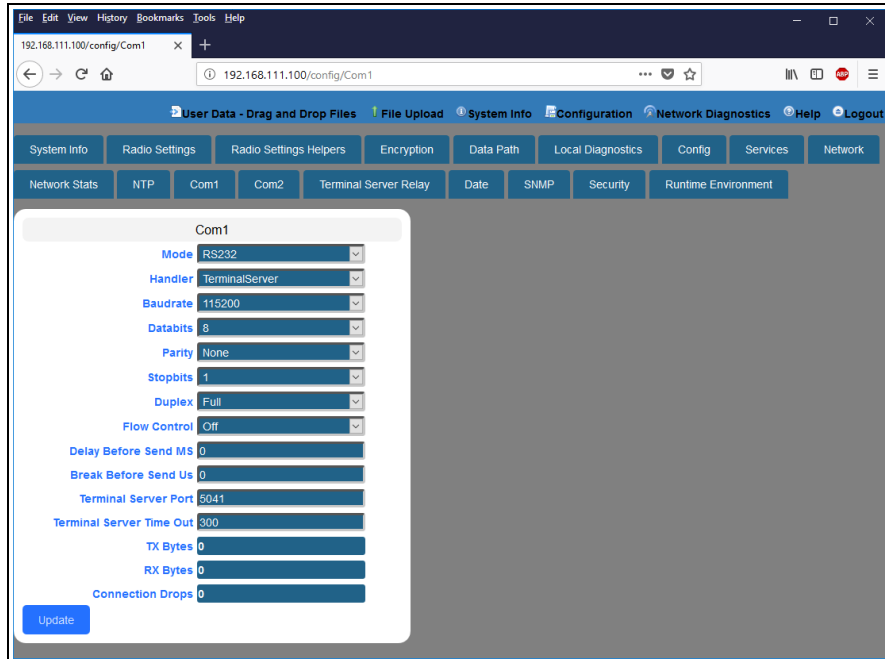 File Edit View History Bookmarks Tools Help
192.168.111.100/config/Com1
192.168.111.100/config/Com1
ABP
User Data - Drag and Drop Files File Upload System Info Configuration Network Diagnostics Help Logout
System Info Radio Settings Radio Settings Helpers Encryption Data Path Local Diagnostics Config Services Network
Network Stats NTP Com1 Com2 Terminal Server Relay Date SNMP Security Runtime Environment
Com1
Mode RS232
Handler TerminalServer
Baudrate 115200
Databits 8
Parity None
Stopbits 1
Duplex Full
Flow Control Off
Delay Before Send MS 0
Break Before Send Us 0
Terminal Server Port 5041
Terminal Server Time Out 300
TX Bytes 0
RX Bytes 0
Connection Drops 0
Update